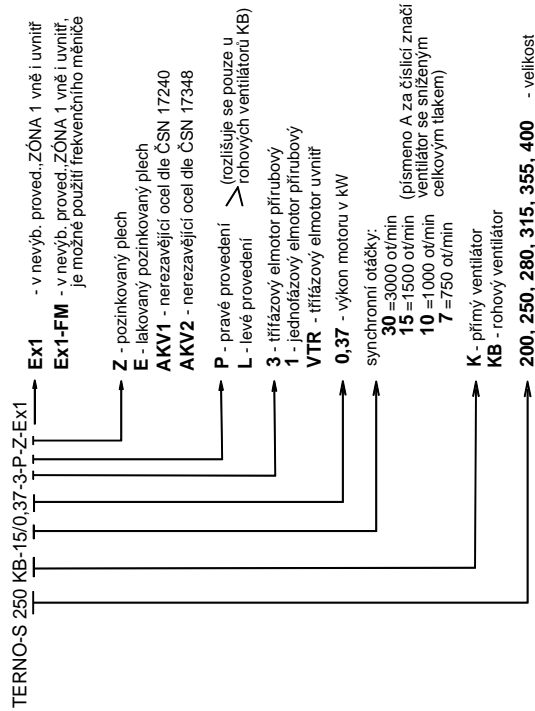 TERNO-S 250 KB-15/0,37-3-P-Z-Ex1
Ex1 - v nevýb. proved.,ZÓNA 1 vně i uvnitř
Ex1-FM - v nevýb. proved.,ZÓNA 1 vně i uvnitř,
je možné použití frekvenčního měniče
Z - pozinkovaný plech
E - lakovaný pozinkovaný plech
AKV1 - nerezavějící ocel dle ČSN 17240
AKV2 - nerezavějící ocel dle ČSN 17348
P - pravé provedení
L - levé provedení
(rozlišuje se pouze u
rohových ventilátorů KB)
3 - třífázový elmotor přírubový
1 - jednofázový elmotor přírubový
VTR - třífázový elmotor uvnitř
0,37 - výkon motoru v kW
synchronní otáčky:
30 =3000 ot/min
15 =1500 ot/min
10 =1000 ot/min
7 =750 ot/min
(písmeno A za číslicí značí
ventilátor se sníženým
celkovým tlakem)
K - přímý ventilátor
KB - rohový ventilátor
200, 250, 280, 315, 355, 400 - velikost